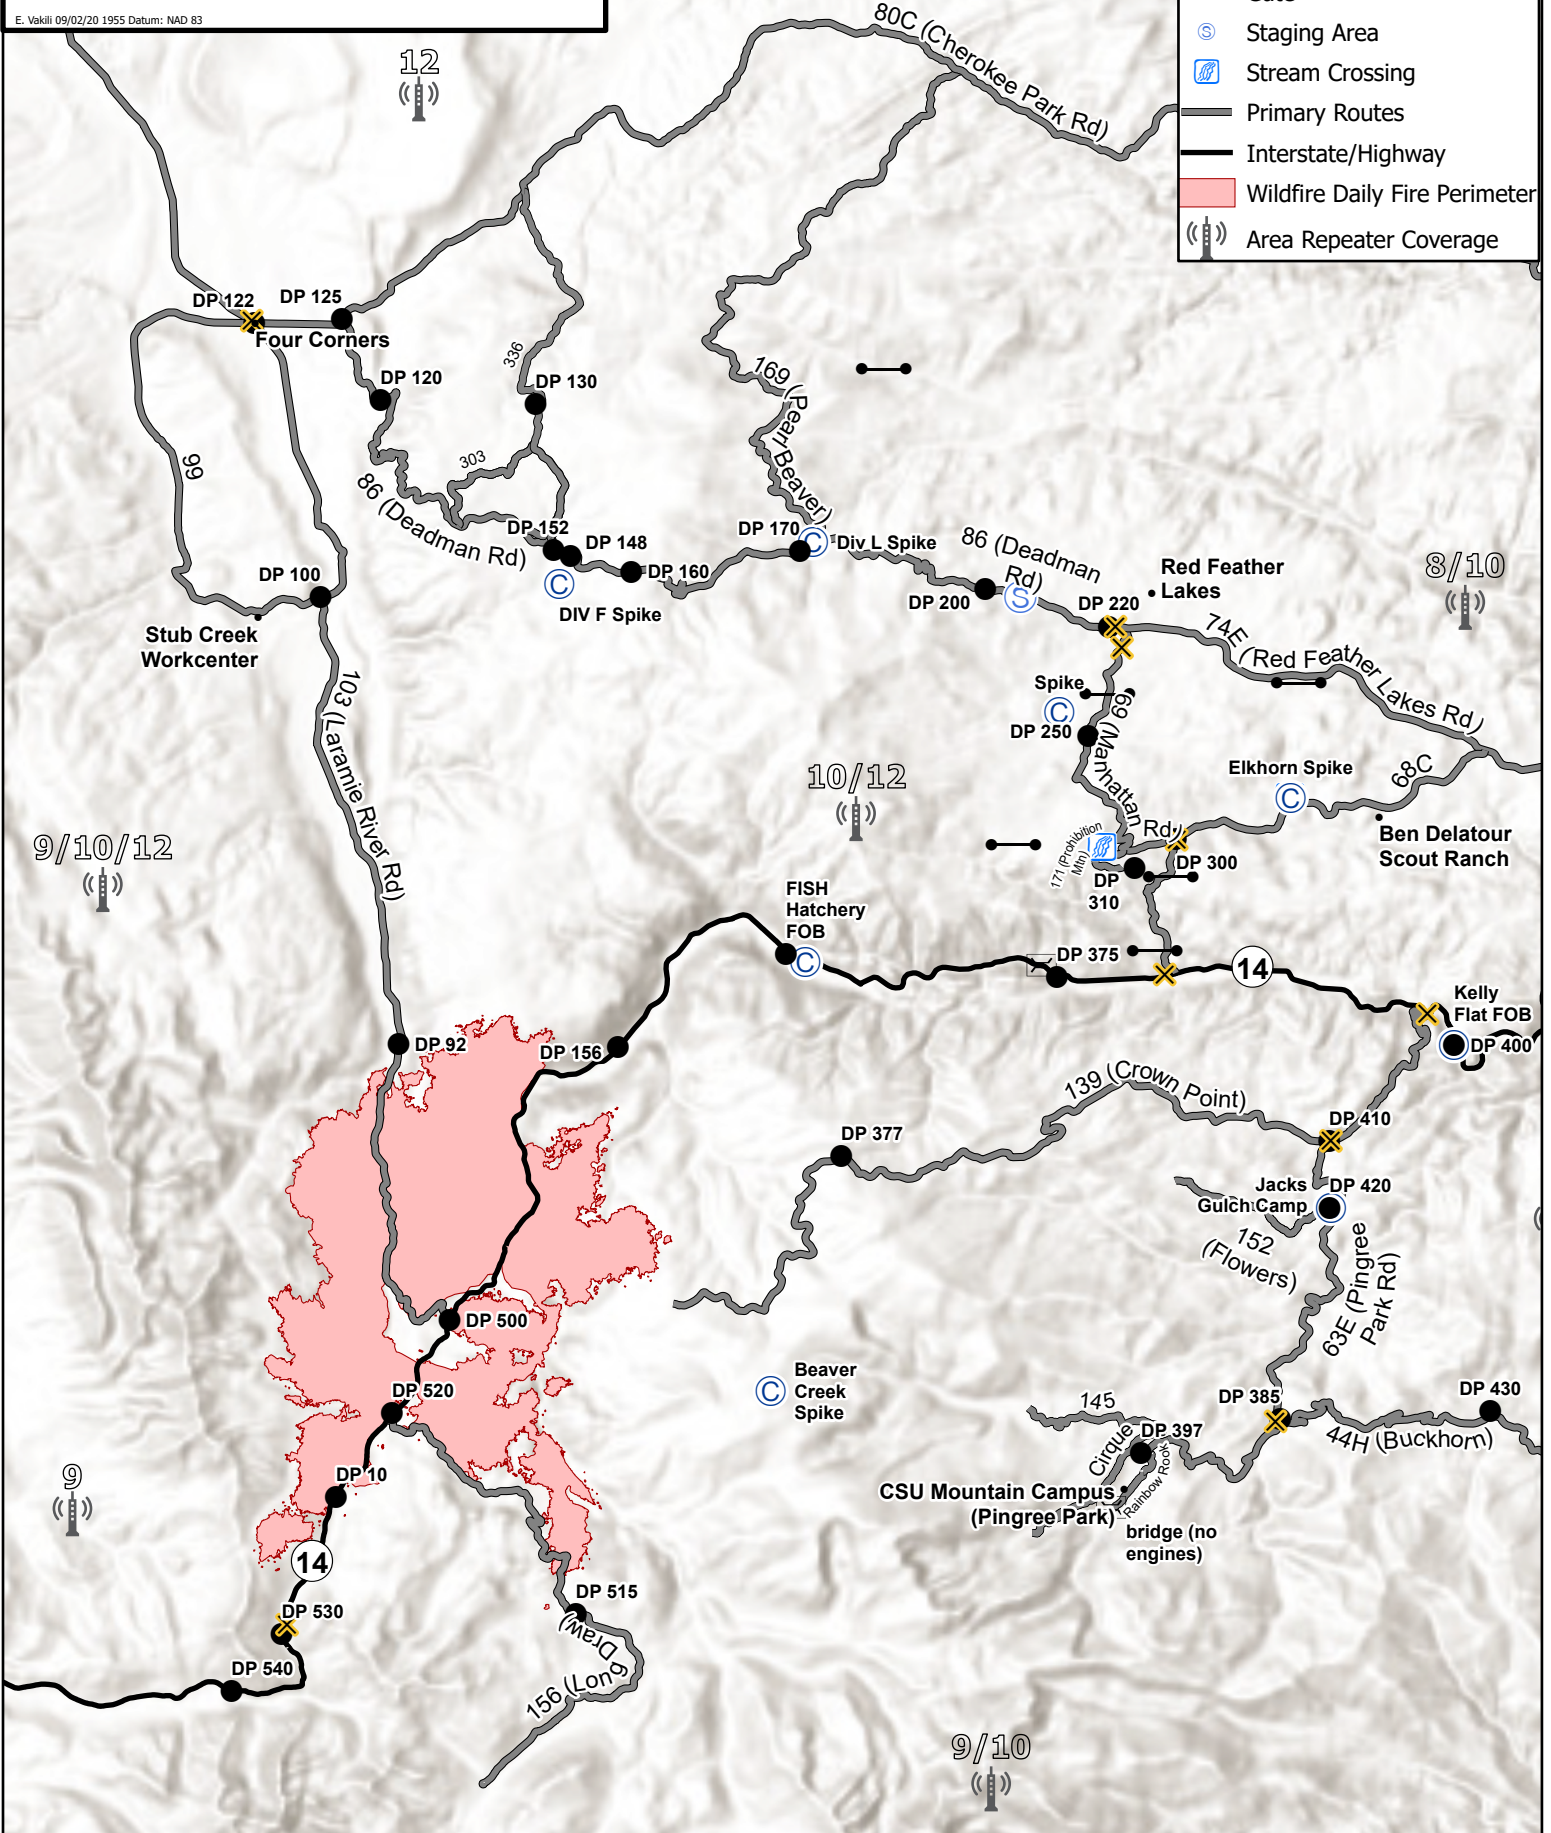 E. Vakili 09/02/20 1955 Datum: NAD 83
Staging Area
Stream Crossing
Primary Routes
Interstate/Highway
Wildfire Daily Fire Perimeter
Area Repeater Coverage
80C (Cherokee Park Rd)
12
DP 122
DP 125
Four Corners
DP 120
336
DP 130
169 (Pearl Beaver)
99
303
86 (Deadman Rd)
DP 152
DP 148
DP 160
DIV F Spike
DP 170
Div L Spike
86 (Deadman
Rd)
DP 200
S
DP 220
Red Feather
Lakes
8/10
74E (Red Feather Lakes Rd)
DP 100
Stub Creek
Workcenter
103 (Laramie River Rd)
Spike
DP 250
69 (Manhattan Rd)
Elkhorn Spike
68C
Ben Delatour
Scout Ranch
10/12
9/10/12
171 (Prohibition
Mtn)
DP 300
DP
310
FISH
Hatchery
FOB
DP 375
14
Kelly
Flat FOB
DP 400
DP 92
DP 156
139 (Crown Point)
DP 410
DP 377
Jacks
Gulch Camp
DP 420
152
(Flowers)
63E (Pingree
Park Rd)
DP 500
DP 520
Beaver
Creek
Spike
DP 385
DP 430
44H (Buckhorn)
145
Cirque
DP 397
Rainbow Rook
CSU Mountain Campus
(Pingree Park)
bridge (no
engines)
9
DP 10
14
DP 530
DP 540
DP 515
156 (Long Draw)
9/10
C
C
C
C
C
C